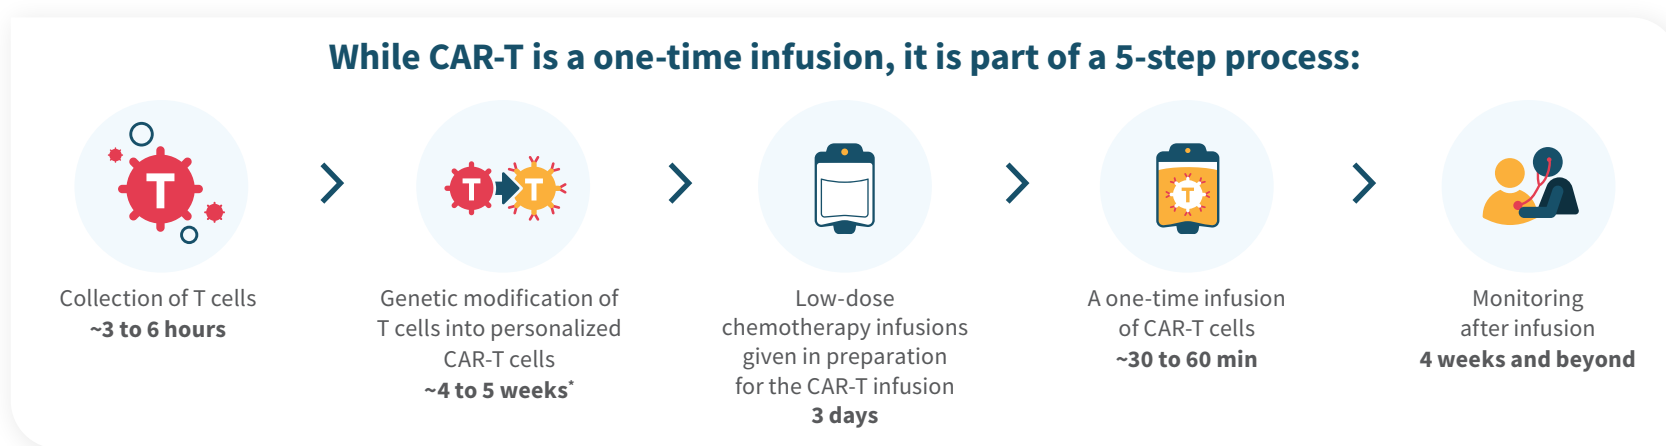 While CAR-T is a one-time infusion, it is part of a 5-step process:
T
Collection of T cells
~3 to 6 hours
T
T
Genetic modification of
T cells into personalized
CAR-T cells
~4 to 5 weeks*
Low-dose
chemotherapy infusions
given in preparation
for the CAR-T infusion
3 days
T
A one-time infusion
of CAR-T cells
~30 to 60 min
Monitoring
after infusion
4 weeks and beyond